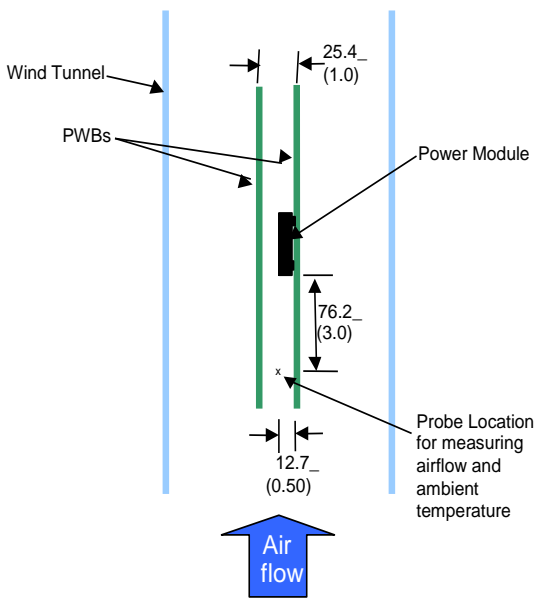 25.4_
(1.0)
Wind Tunnel
PWBs
Power Module
76.2_
(3.0)
x
Probe Location
for measuring
airflow and
ambient
temperature
12.7_
(0.50)
Air
flow